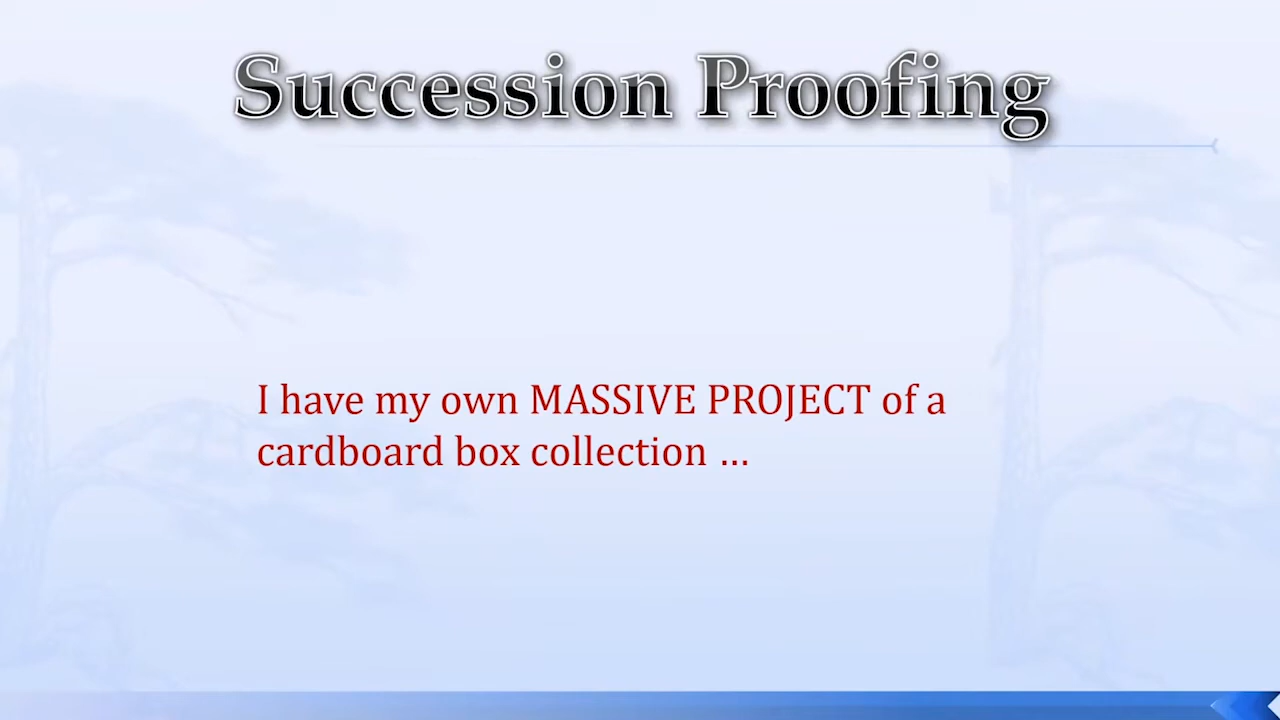 Succession Proofing
I have my own MASSIVE PROJECT of a
cardboard box collection …